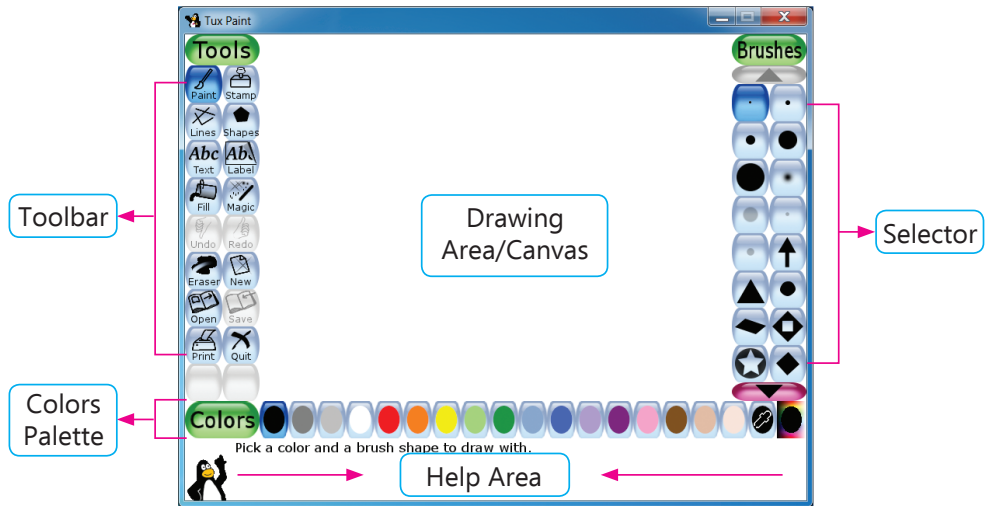 Tux Paint
Tools
Brushes
Paint Stamp
Lines Shapes
Abc Abc
Text Label
Fill Magic
Undo Redo
Eraser New
Open Save
Print Quit
Toolbar
Drawing
Area/Canvas
Selector
Colors
Palette
Colors
Pick a color and a brush shape to draw with.
Help Area